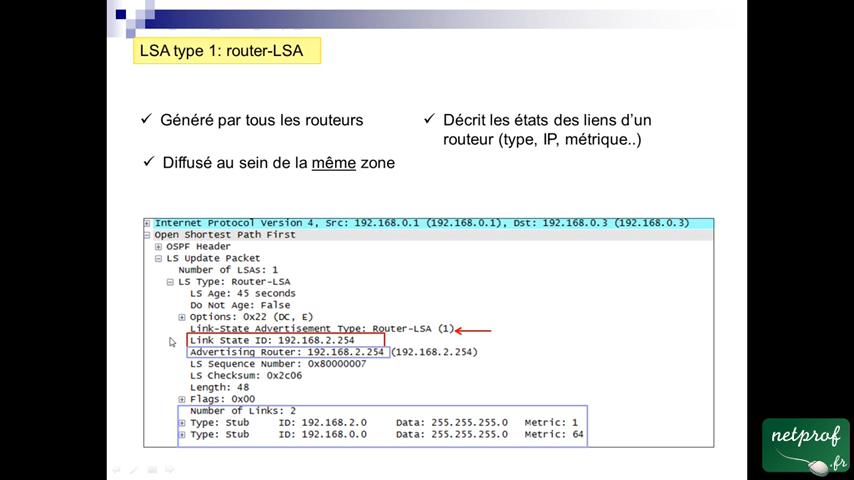 LSA type 1: router-LSA
✓ Généré par tous les routeurs
✓ Diffusé au sein de la même zone
✓ Décrit les états des liens d'un
routeur (type, IP, métrique..)
Internet Protocol Version 4, Src: 192.168.0.1 (192.168.0.1), Dst: 192.168.0.3 (192.168.0.3)
Open Shortest Path First
OSPF Header
LS Update Packet
Number of LSAs: 1
LS Type: Router-LSA
LS Age: 45 seconds
Do Not Age: False
Options: 0x22 (DC, E)
Link-State Advertisement Type: Router-LSA (1)
Link State ID: 192.168.2.254
Advertising Router: 192.168.2.254 (192.168.2.254)
LS Sequence Number: 0x80000007
LS Checksum: 0x2c06
Length: 48
Flags: 0x00
Number of Links: 2
Type: Stub ID: 192.168.2.0 Data: 255.255.255.0 Metric: 1
Type: Stub ID: 192.168.0.0 Data: 255.255.255.0 Metric: 64
netprof
.fr